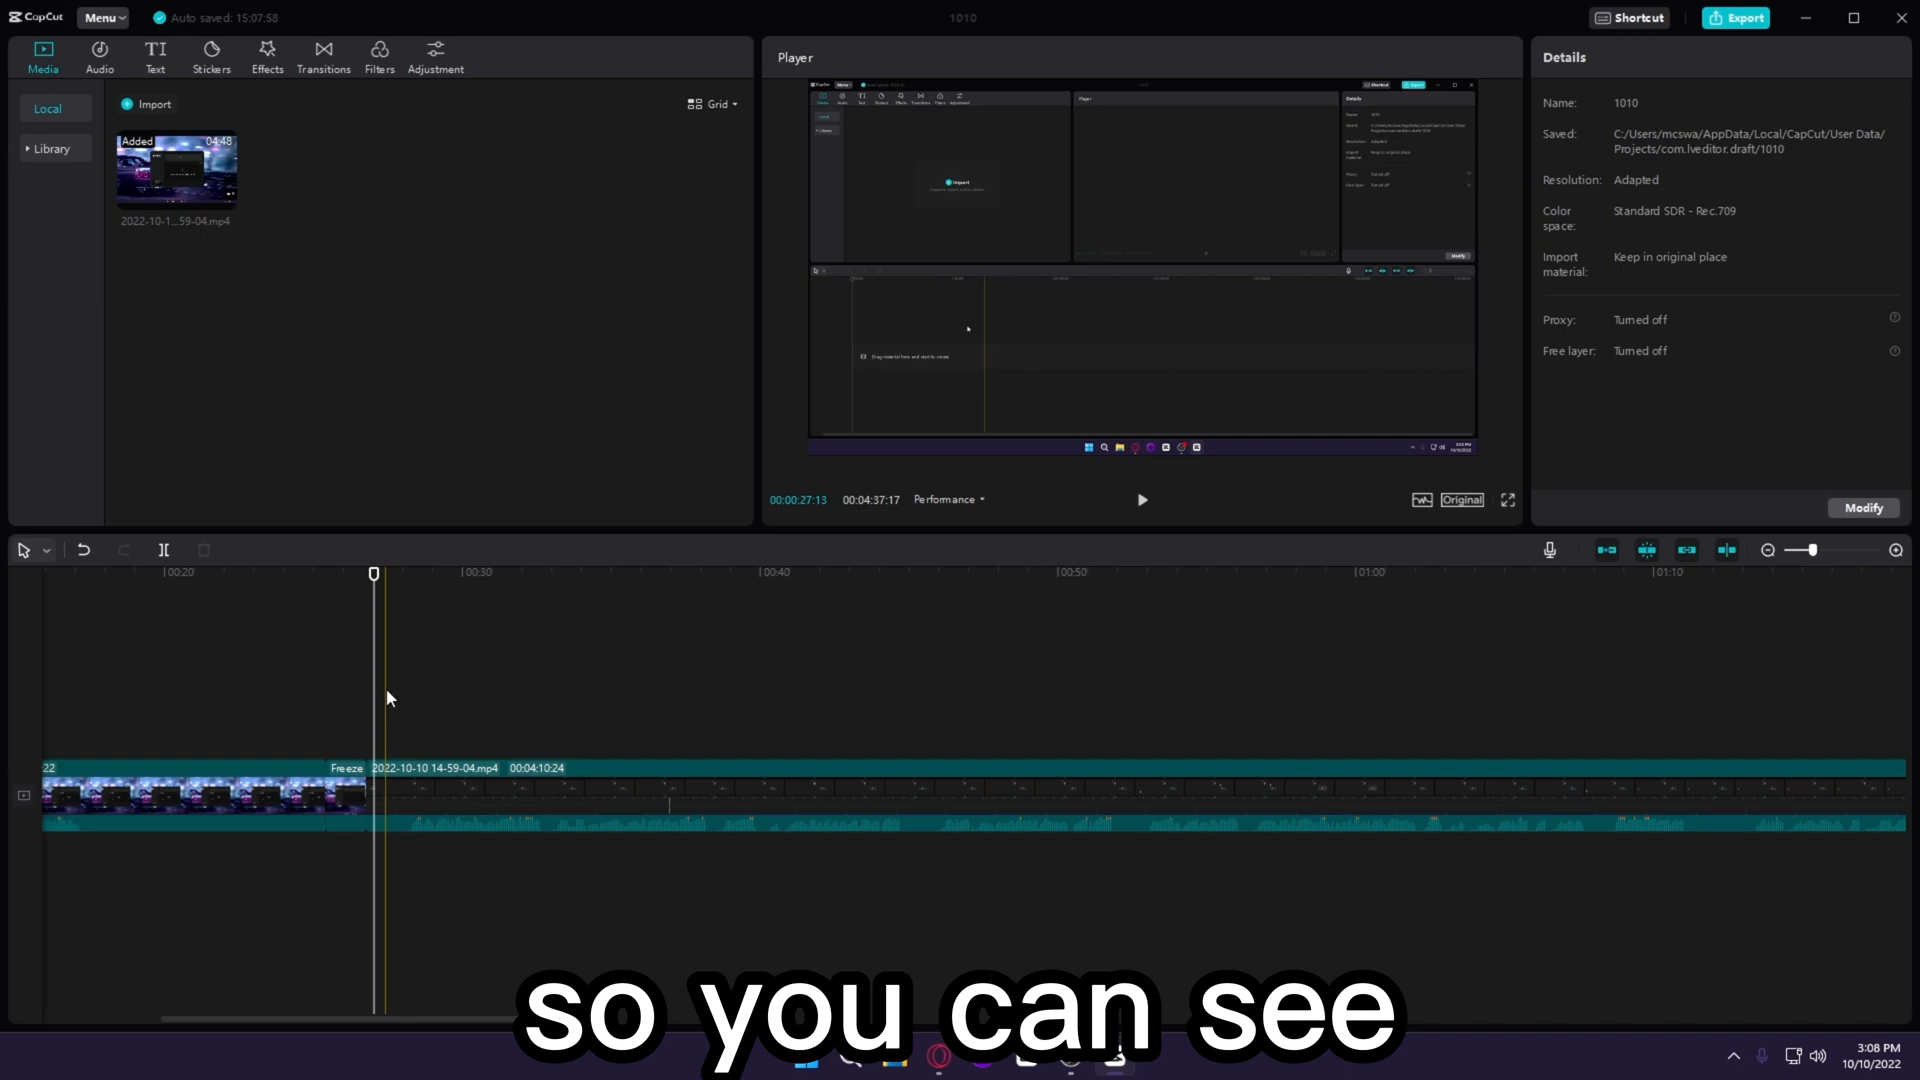 CapCut
Menu
Auto saved: 15:07:58
1010
Shortcut
Export
Media
Audio
Text
Stickers
Effects
Transitions
Filters
Adjustment
Local
Library
Import
Grid
Added
04:48
2022-10-1...59-04.mp4
Player
00:00:27:13
00:04:37:17
Performance
Original
Details
Name: 1010
Saved: C:/Users/mcswa/AppData/Local/CapCut/User Data/
Projects/com.lveditor.draft/1010
Resolution: Adapted
Color space: Standard SDR - Rec.709
Import material: Keep in original place
Proxy: Turned off
Free layer: Turned off
Modify
00:20
00:30
00:40
00:50
01:00
01:10
22
Freeze
2022-10-10 14-59-04.mp4
00:04:10:24
so you can see
3:08 PM
10/10/2022